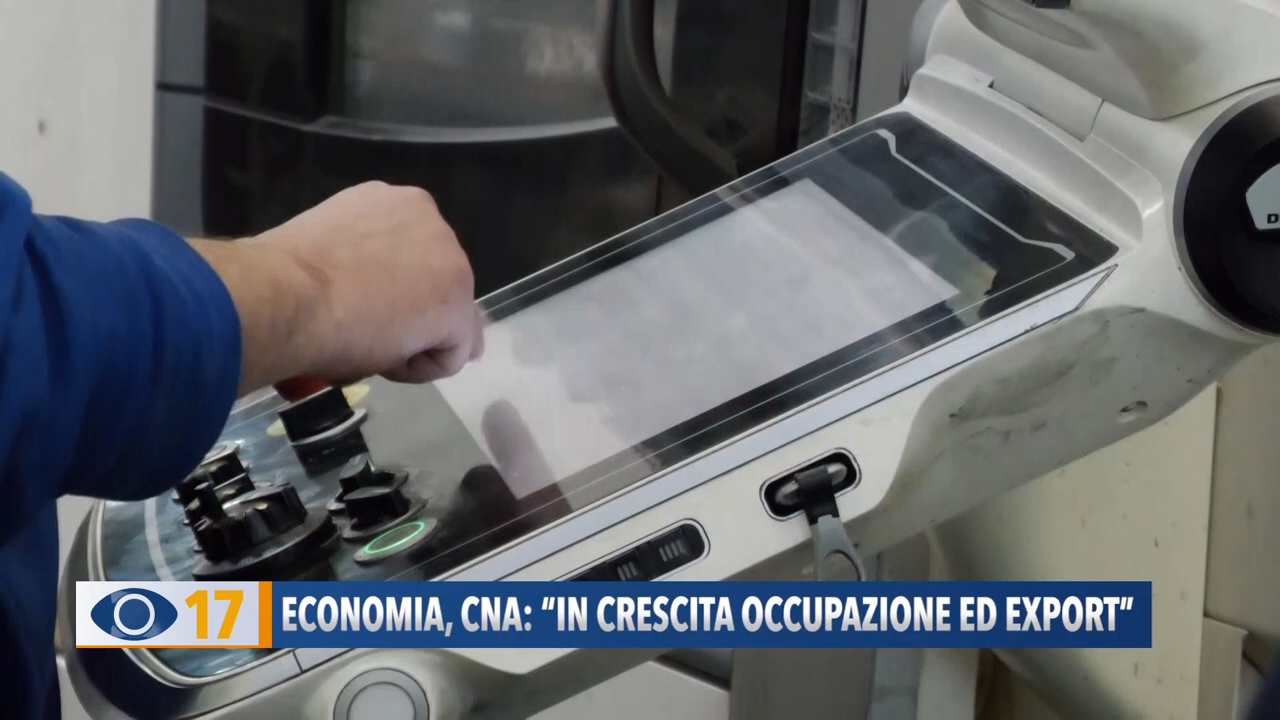 17
ECONOMIA, CNA: “IN CRESCITA OCCUPAZIONE ED EXPORT”